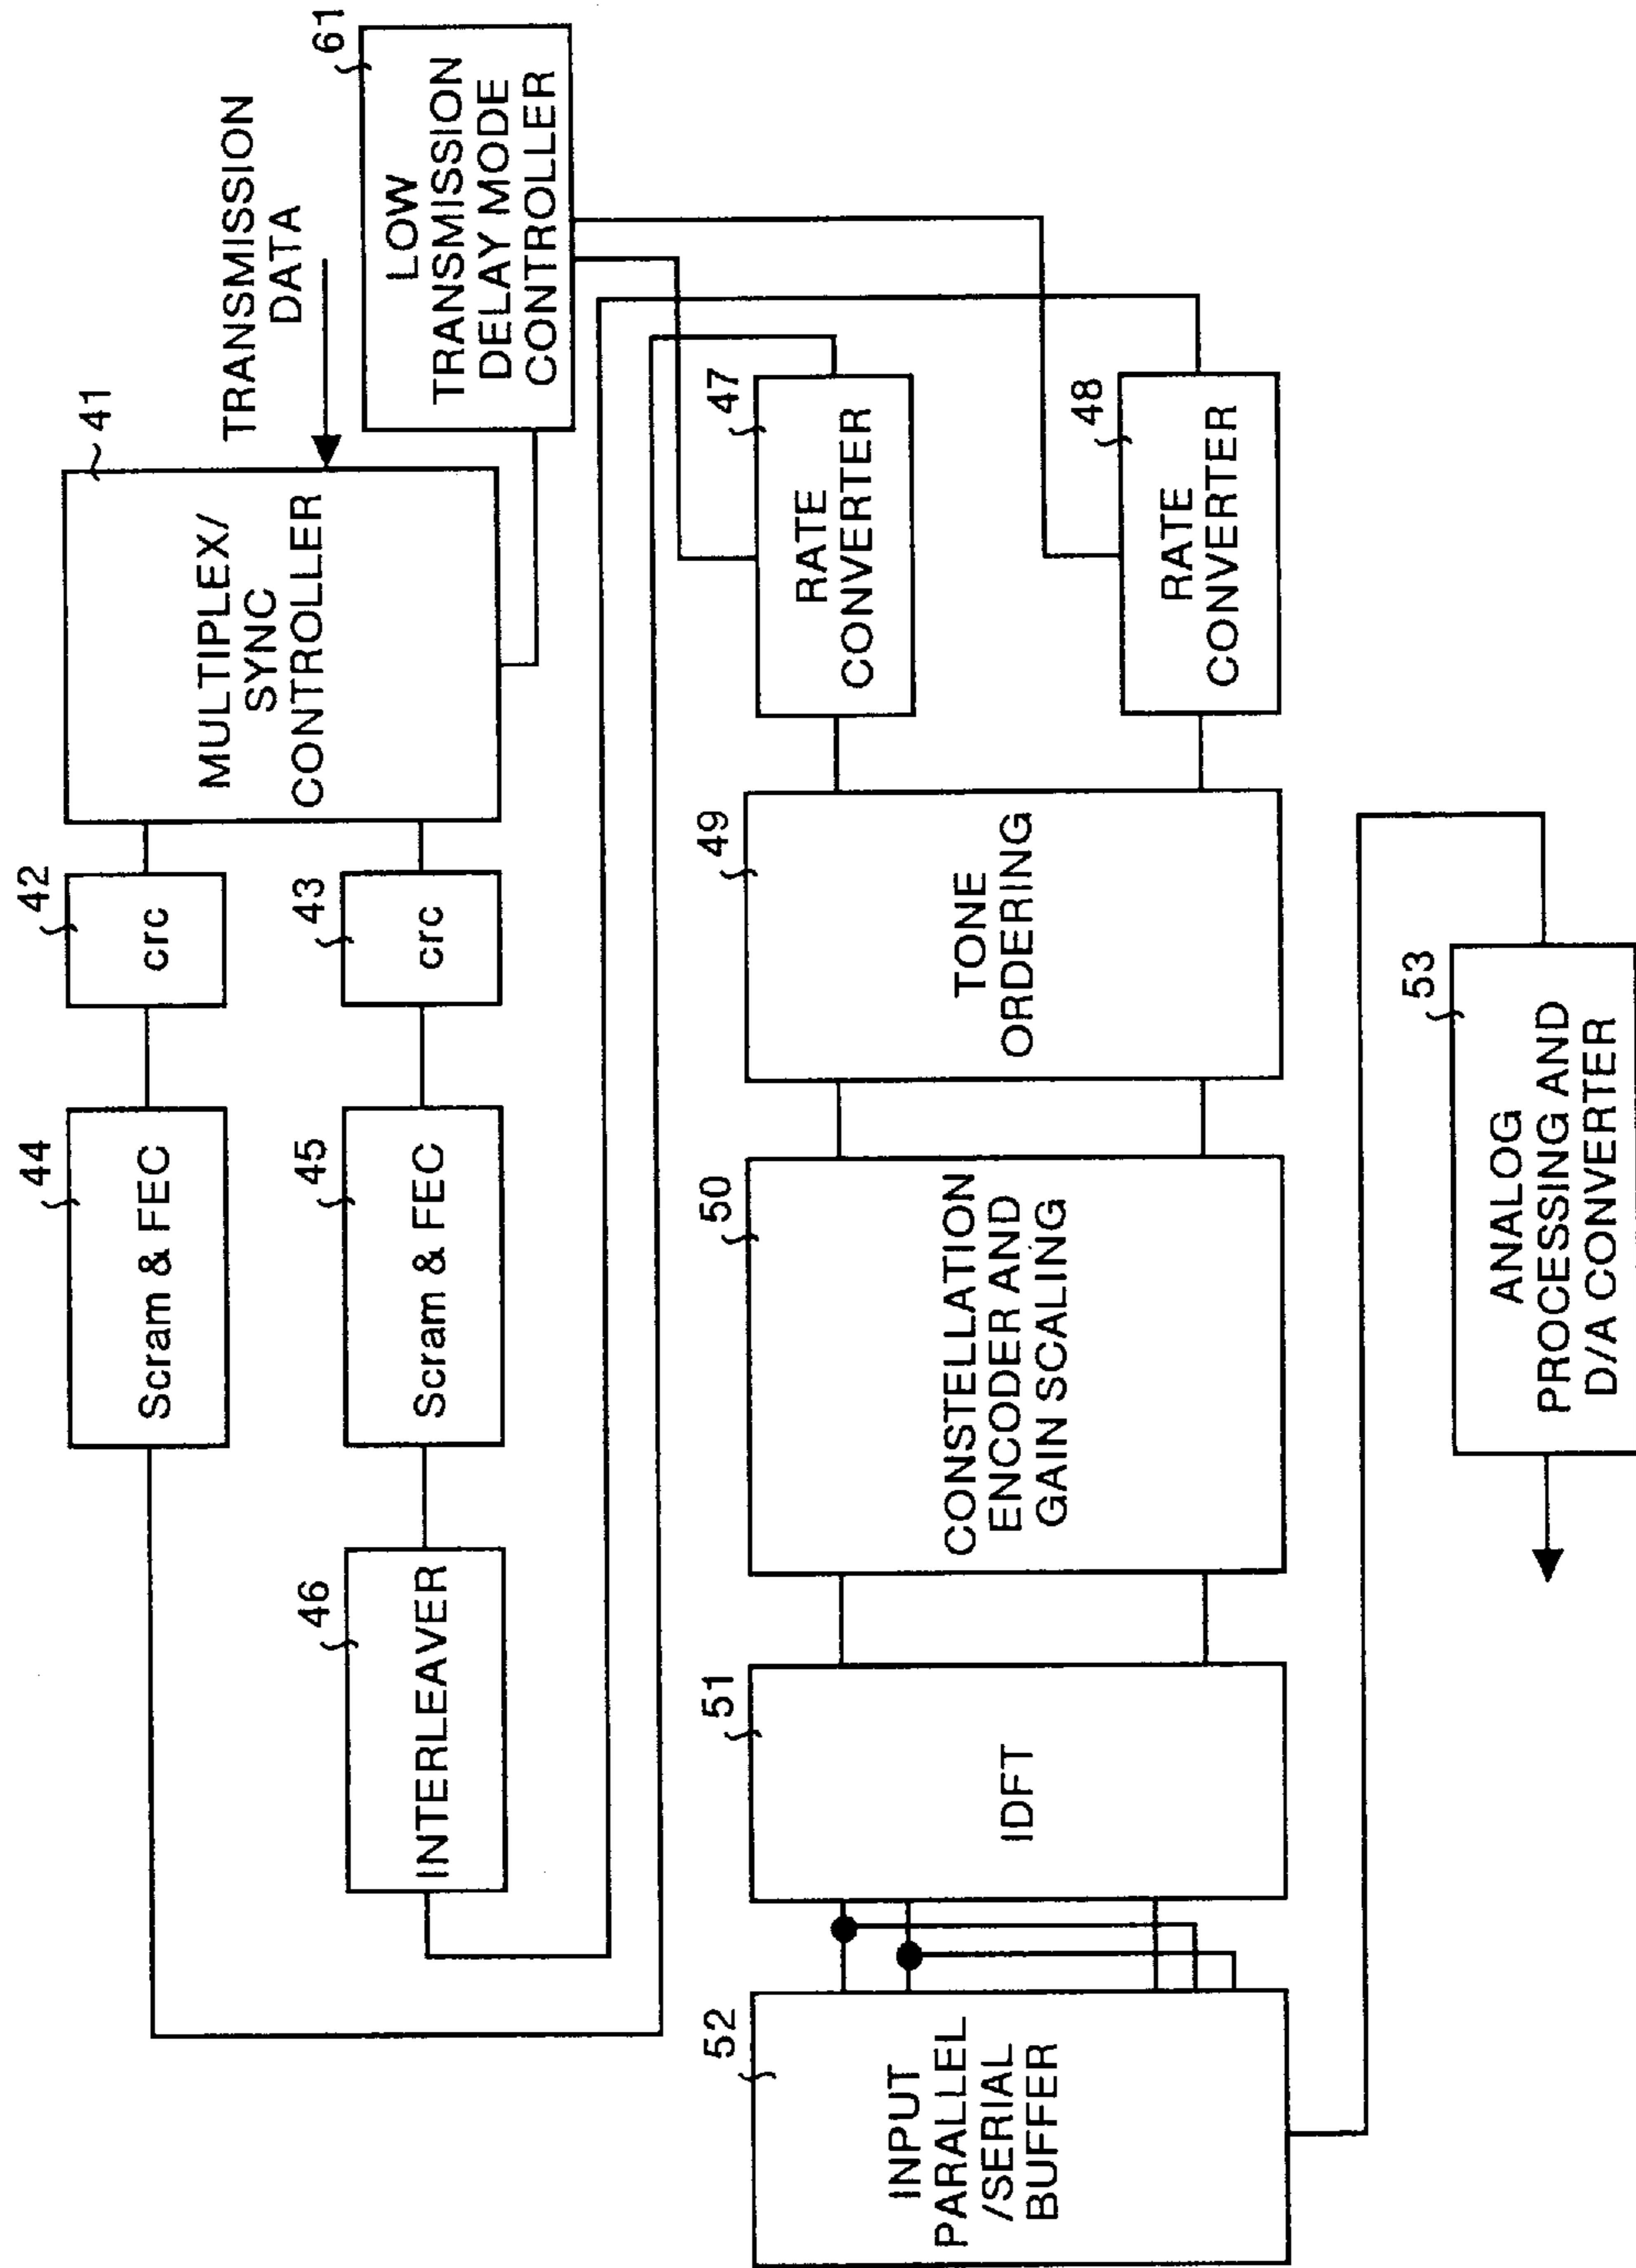 TRANSMISSION
DATA
41
MULTIPLEX/
SYNC
CONTROLLER
61
LOW
TRANSMISSION
DELAY MODE
CONTROLLER
42
crc
43
crc
44
Scram & FEC
45
Scram & FEC
46
INTERLEAVER
47
RATE
CONVERTER
48
RATE
CONVERTER
49
TONE
ORDERING
50
CONSTELLATION
ENCODER AND
GAIN SCALING
51
IDFT
52
INPUT
PARALLEL
/SERIAL
BUFFER
53
ANALOG
PROCESSING AND
D/A CONVERTER